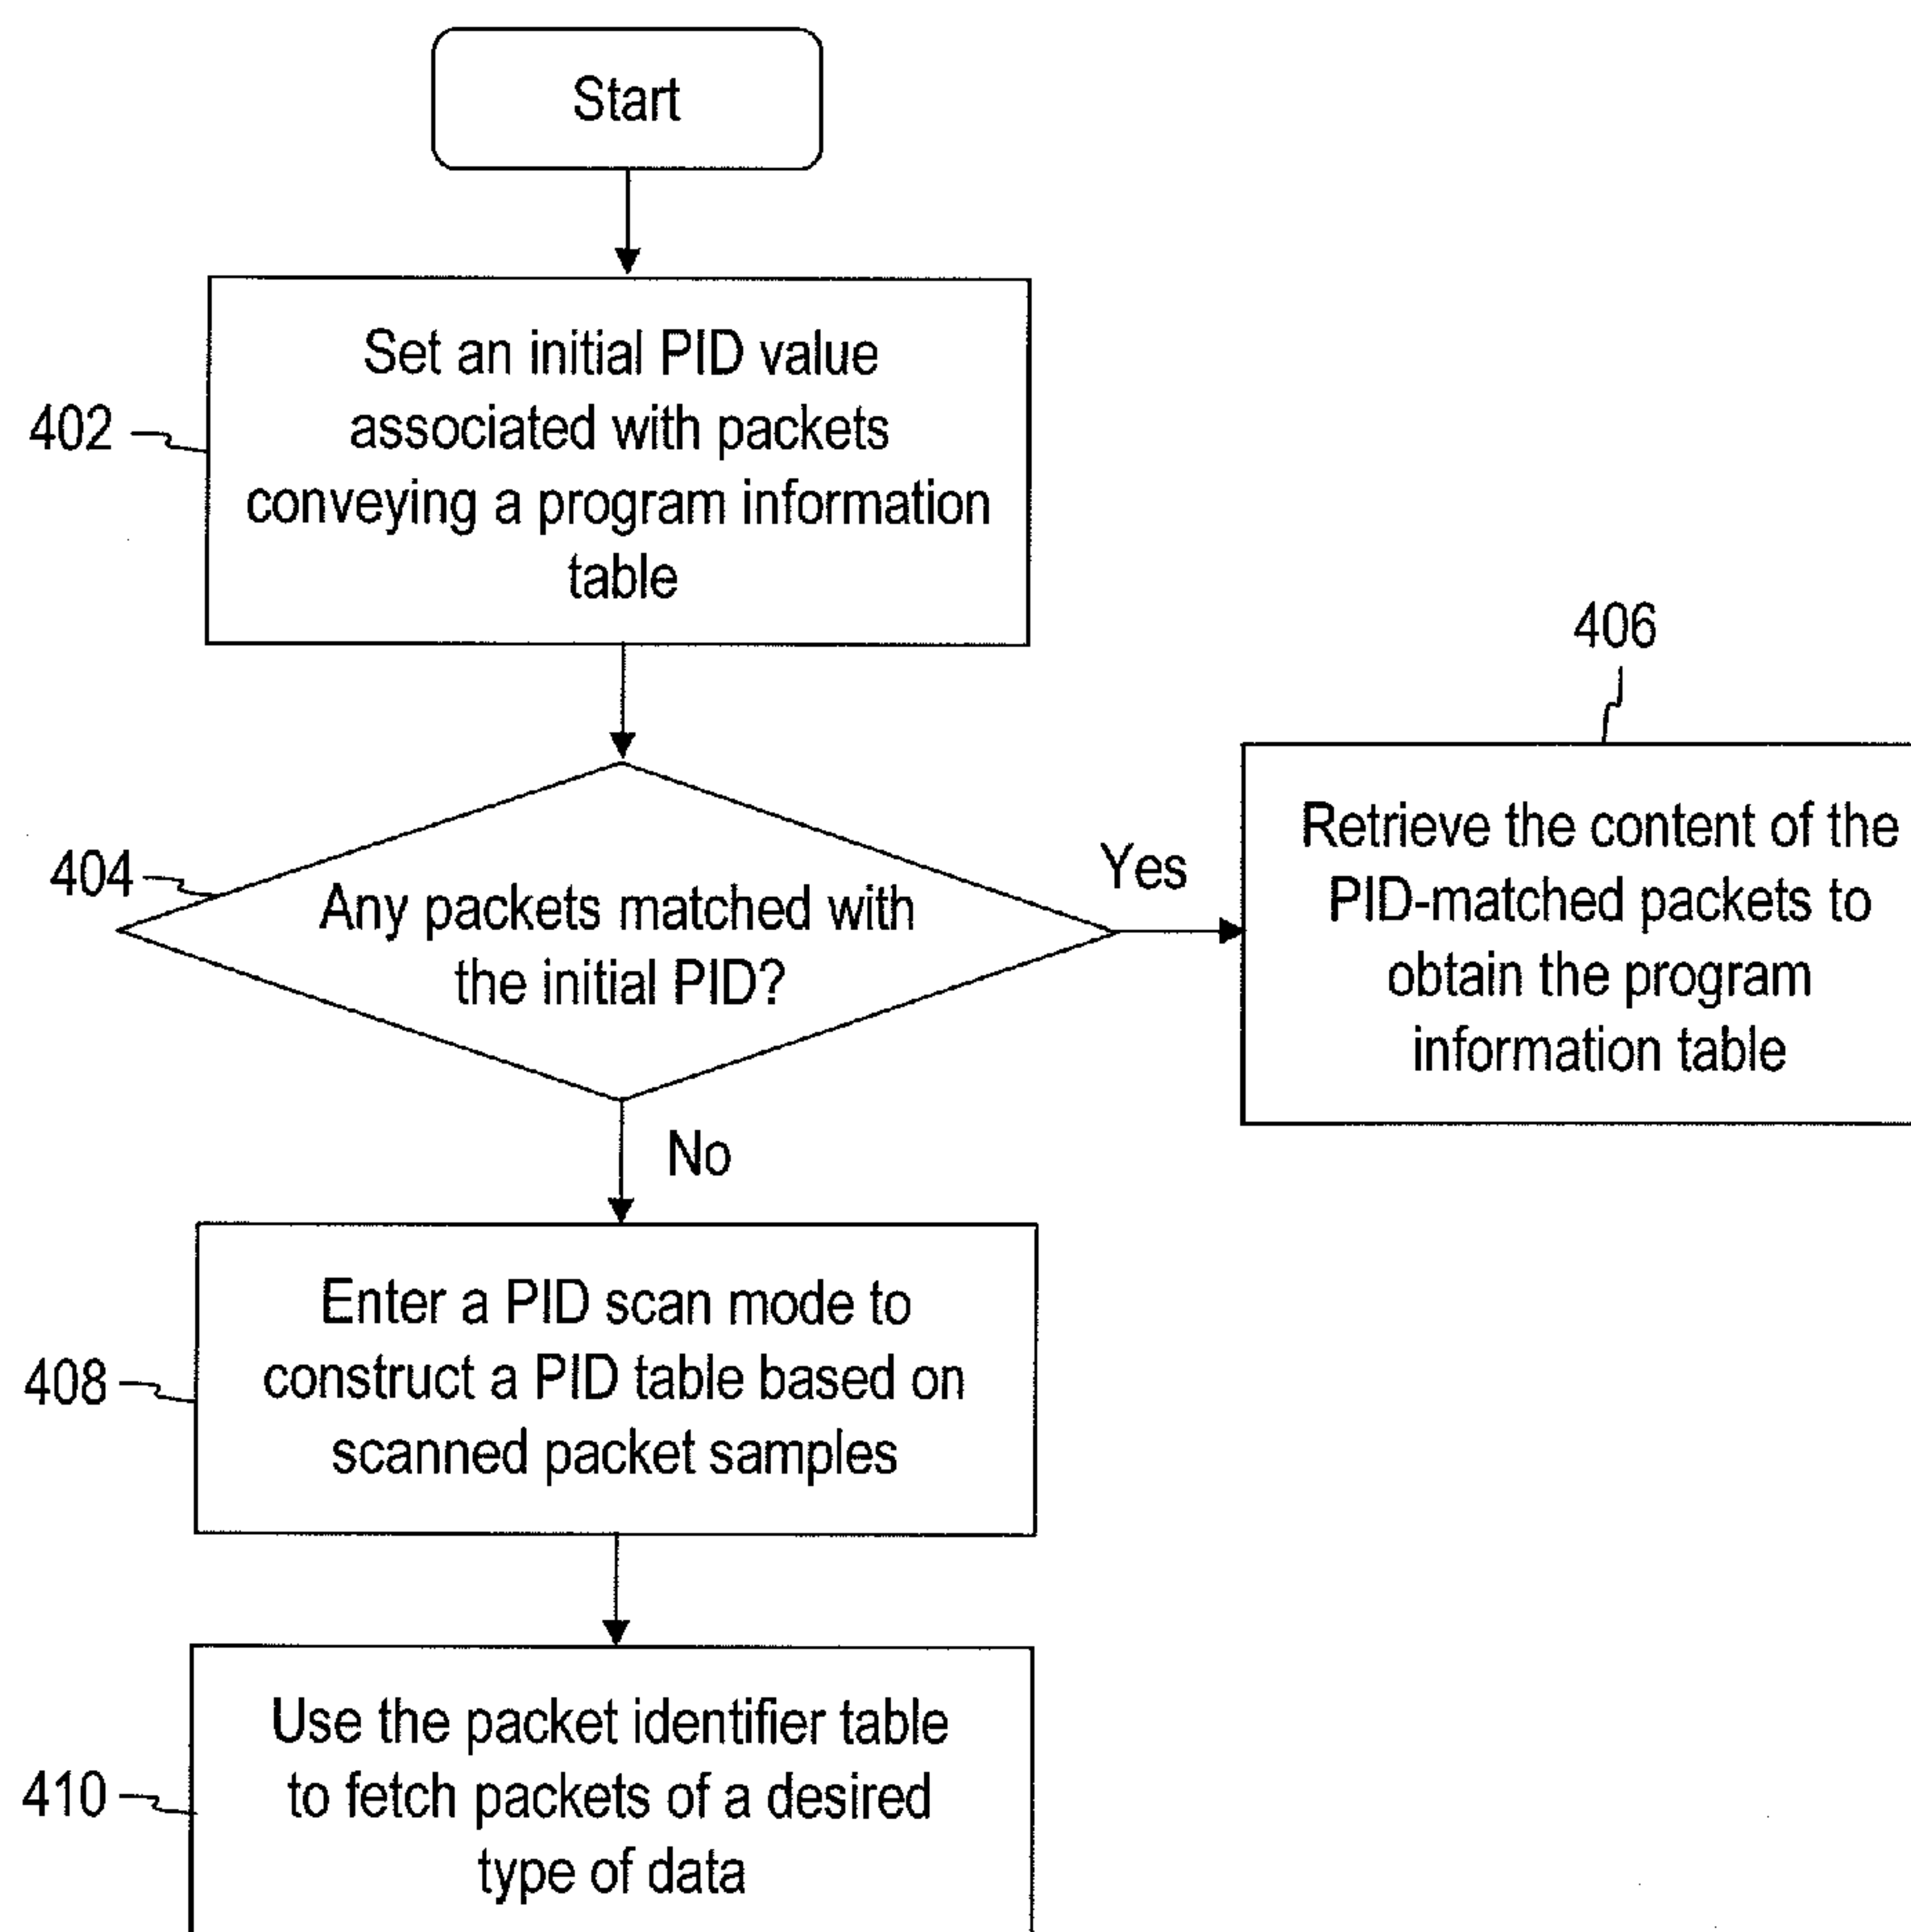 Start
402
Set an initial PID value
associated with packets
conveying a program information
table
404
Any packets matched with
the initial PID?
Yes
406
Retrieve the content of the
PID-matched packets to
obtain the program
information table
No
408
Enter a PID scan mode to
construct a PID table based on
scanned packet samples
410
Use the packet identifier table
to fetch packets of a desired
type of data